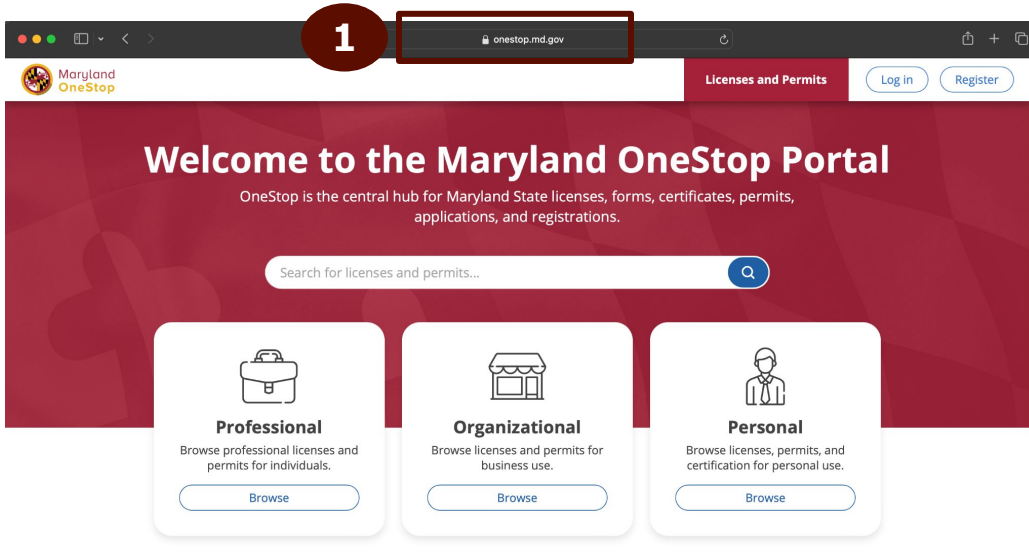 1
onestop.md.gov
Maryland
OneStop
Licenses and Permits
Log in
Register
Welcome to the Maryland OneStop Portal
OneStop is the central hub for Maryland State licenses, forms, certificates, permits,
applications, and registrations.
Search for licenses and permits...
Professional
Browse professional licenses and
permits for individuals.
Browse
Organizational
Browse licenses and permits for
business use.
Browse
Personal
Browse licenses, permits, and
certification for personal use.
Browse